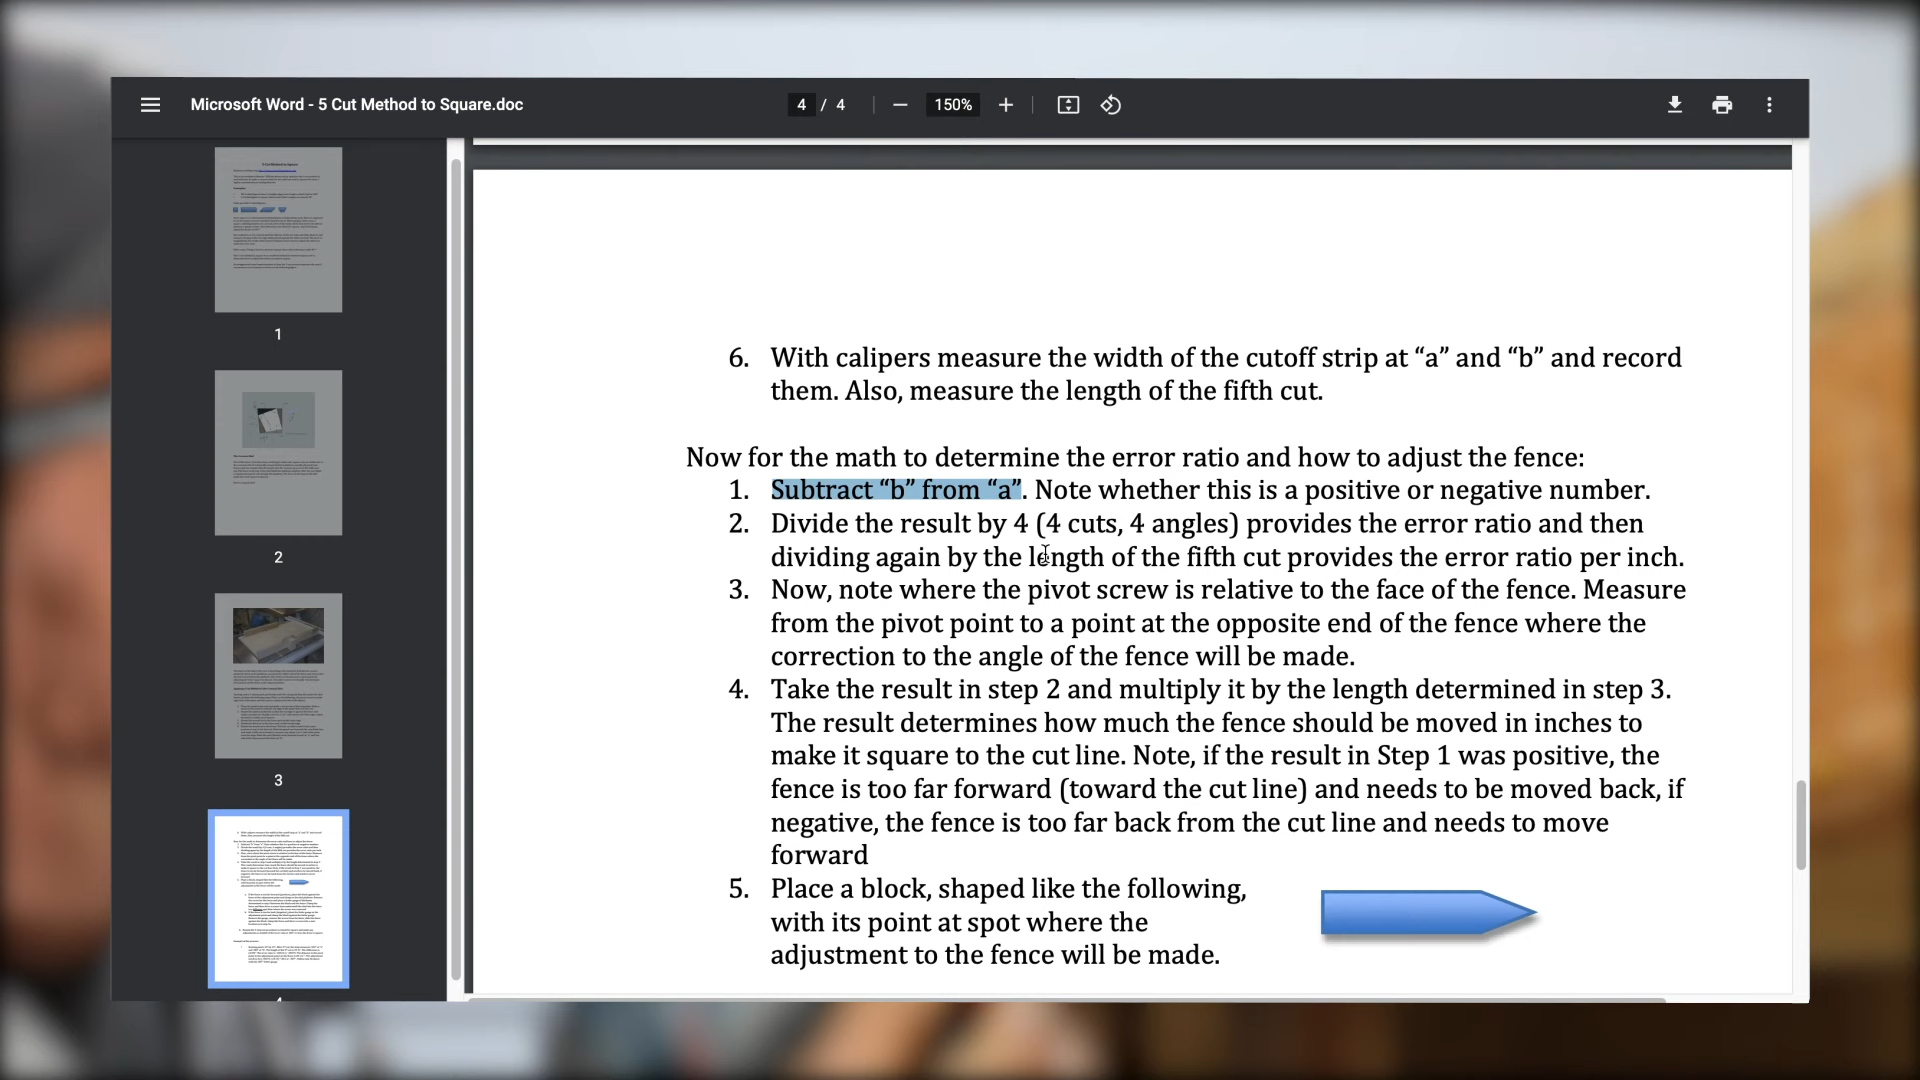 Microsoft Word - 5 Cut Method to Square.doc
4 / 4
150%
1
2
3
6. With calipers measure the width of the cutoff strip at “a” and “b” and record
them. Also, measure the length of the fifth cut.
Now for the math to determine the error ratio and how to adjust the fence:
1. Subtract “b” from “a”. Note whether this is a positive or negative number.
2. Divide the result by 4 (4 cuts, 4 angles) provides the error ratio and then
dividing again by the length of the fifth cut provides the error ratio per inch.
3. Now, note where the pivot screw is relative to the face of the fence. Measure
from the pivot point to a point at the opposite end of the fence where the
correction to the angle of the fence will be made.
4. Take the result in step 2 and multiply it by the length determined in step 3.
The result determines how much the fence should be moved in inches to
make it square to the cut line. Note, if the result in Step 1 was positive, the
fence is too far forward (toward the cut line) and needs to be moved back, if
negative, the fence is too far back from the cut line and needs to move
forward
5. Place a block, shaped like the following,
with its point at spot where the
adjustment to the fence will be made.